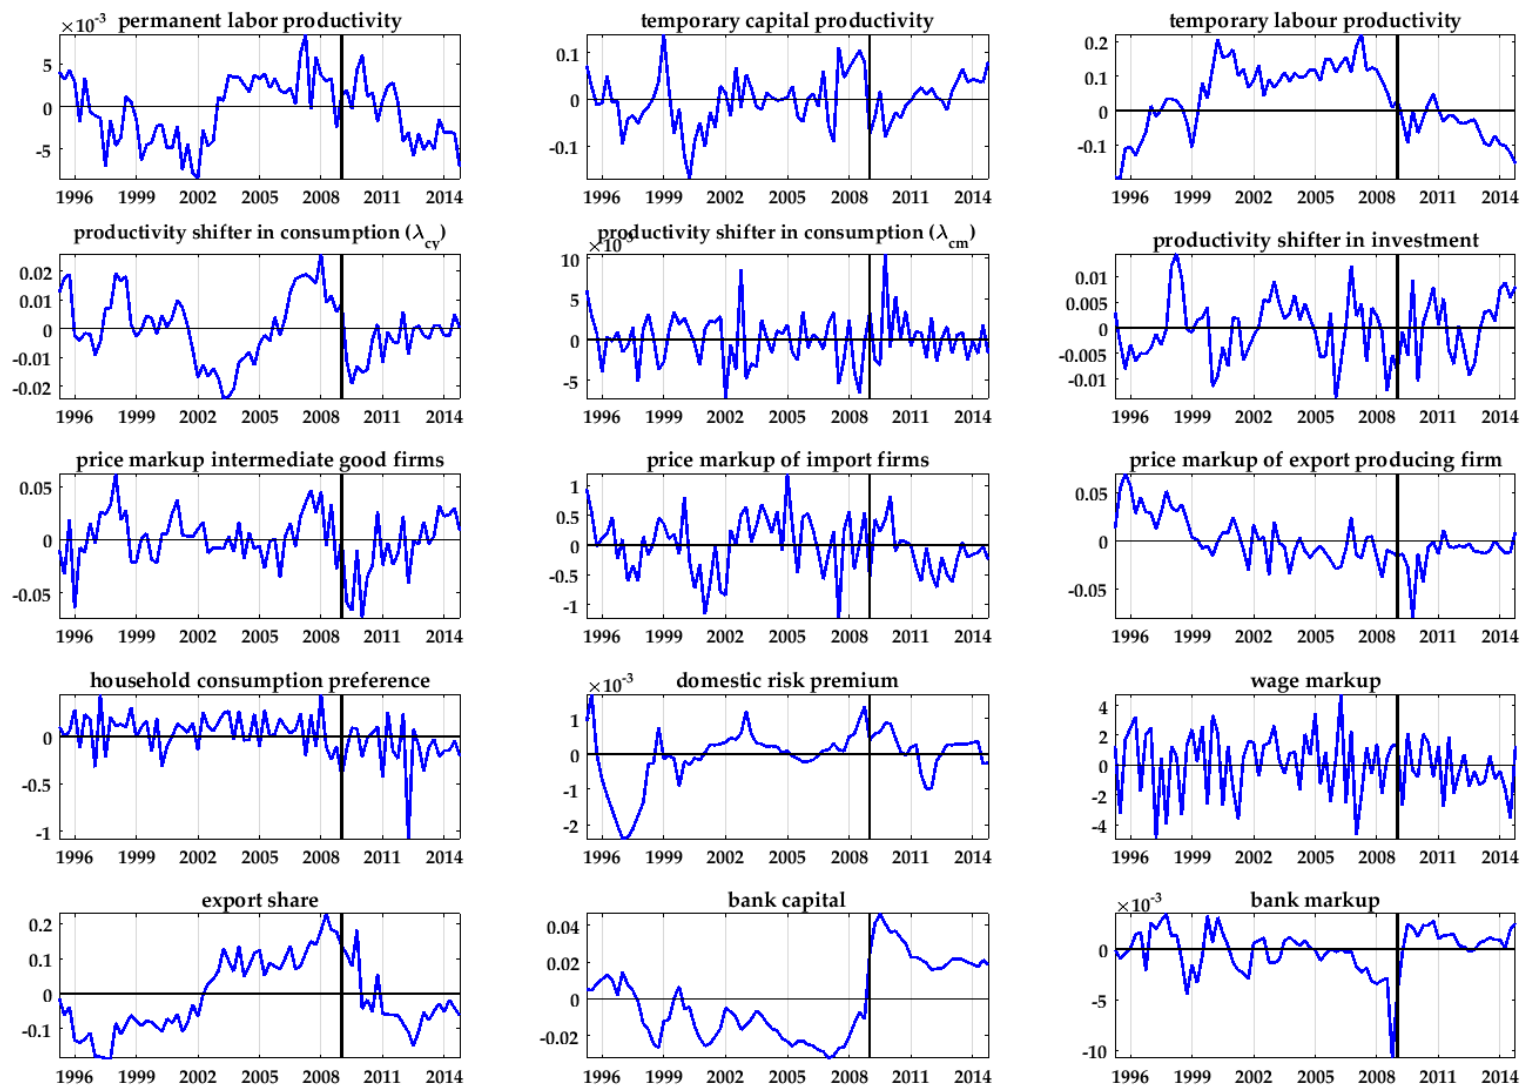 ×10-3 permanent labor productivity
5
0
-5
1996 1999 2002 2005 2008 2011 2014
temporary capital productivity
0.1
0
-0.1
1996 1999 2002 2005 2008 2011 2014
temporary labour productivity
0.2
0.1
0
-0.1
1996 1999 2002 2005 2008 2011 2014
productivity shifter in consumption (λcy)
0.02
0.01
0
-0.01
-0.02
1996 1999 2002 2005 2008 2011 2014
productivity shifter in consumption (λcm)
10
5
0
-5
1996 1999 2002 2005 2008 2011 2014
productivity shifter in investment
0.01
0.005
0
-0.005
-0.01
1996 1999 2002 2005 2008 2011 2014
price markup intermediate good firms
0.05
0
-0.05
1996 1999 2002 2005 2008 2011 2014
price markup of import firms
1
0.5
0
-0.5
-1
1996 1999 2002 2005 2008 2011 2014
price markup of export producing firm
0.05
0
-0.05
1996 1999 2002 2005 2008 2011 2014
household consumption preference
0
-0.5
-1
1996 1999 2002 2005 2008 2011 2014
×10-3 domestic risk premium
1
0
-1
-2
1996 1999 2002 2005 2008 2011 2014
wage markup
4
2
0
-2
-4
1996 1999 2002 2005 2008 2011 2014
export share
0.2
0.1
0
-0.1
1996 1999 2002 2005 2008 2011 2014
bank capital
0.04
0.02
0
-0.02
1996 1999 2002 2005 2008 2011 2014
×10-3 bank markup
0
-5
-10
1996 1999 2002 2005 2008 2011 2014